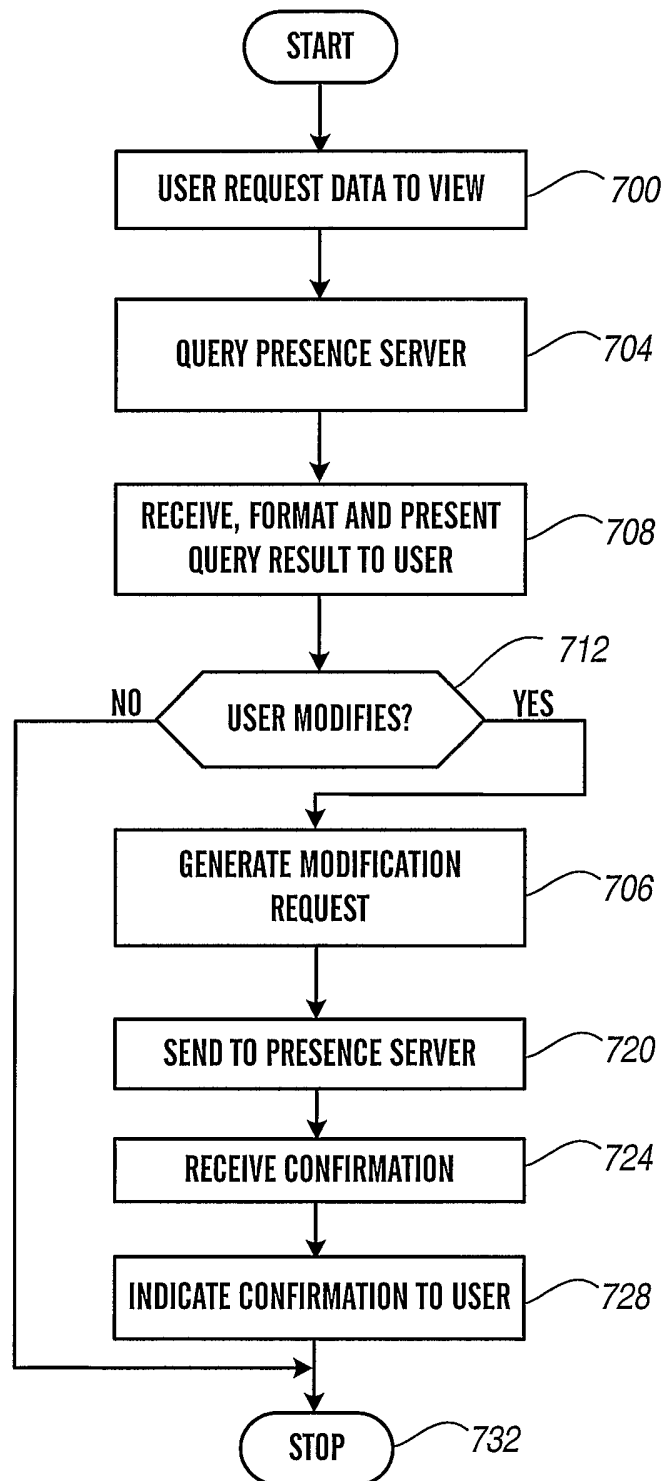 START
USER REQUEST DATA TO VIEW
700
QUERY PRESENCE SERVER
704
RECEIVE, FORMAT AND PRESENT
QUERY RESULT TO USER
708
712
NO
USER MODIFIES?
YES
GENERATE MODIFICATION
REQUEST
706
SEND TO PRESENCE SERVER
720
RECEIVE CONFIRMATION
724
INDICATE CONFIRMATION TO USER
728
STOP
732